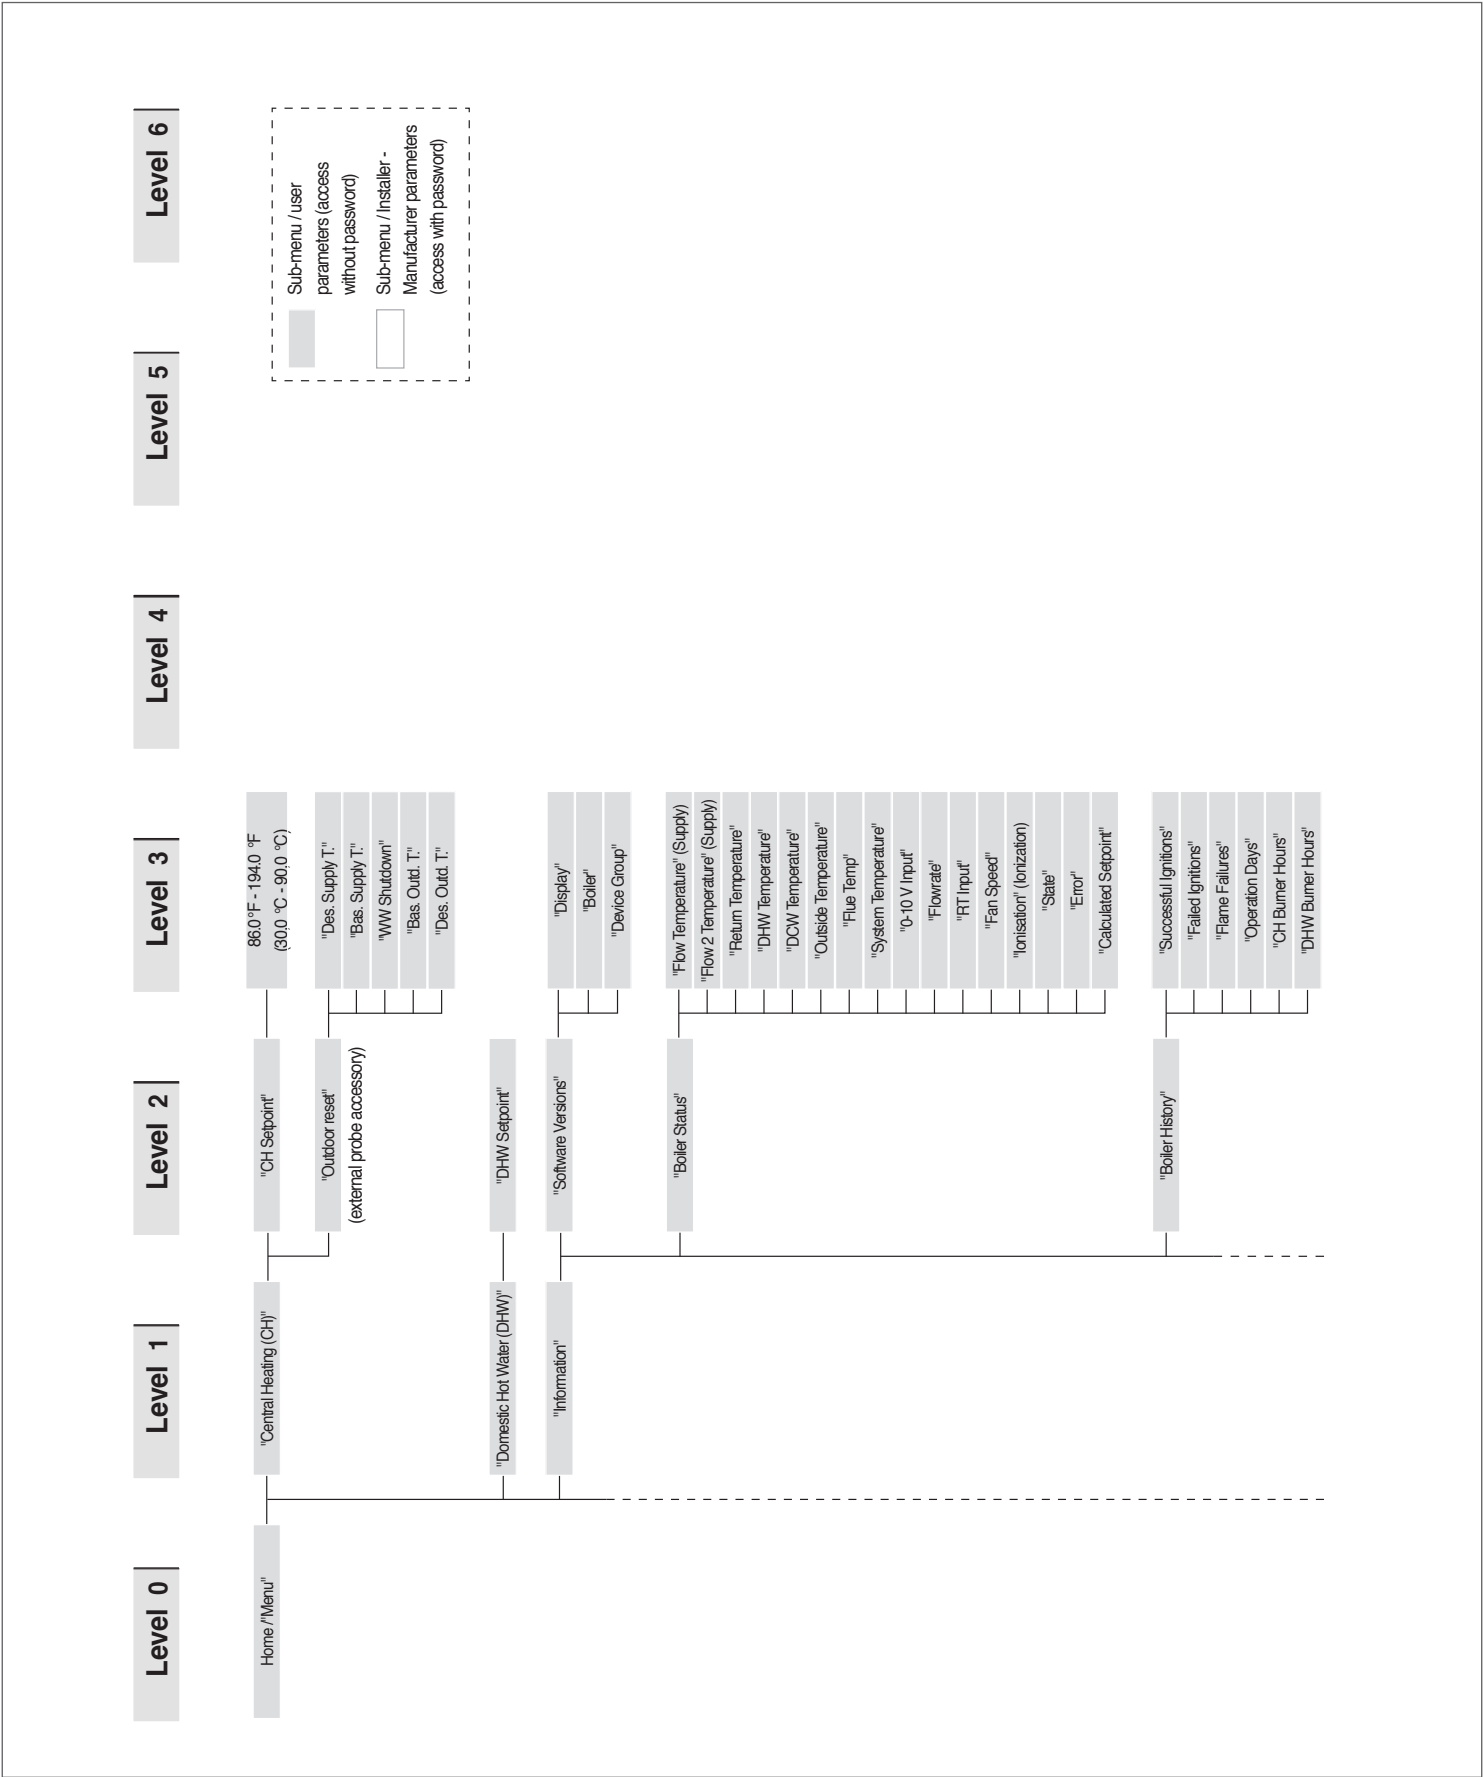 Level 0
Level 1
Level 2
Level 3
Level 4
Level 5
Level 6
Home /"Menu"
"Central Heating (CH)"
"CH Setpoint"
86.0°F - 194.0 °F
(30.0 °C - 90.0 °C)
"Outdoor reset"
(external probe accessory)
"Des. Supply T."
"Bas. Supply T."
"WW Shutdown"
"Bas. Outd. T."
"Des. Outd. T."
"Domestic Hot Water (DHW)"
"DHW Setpoint"
"Information"
"Software Versions"
"Display"
"Boiler"
"Device Group"
"Boiler Status"
"Flow Temperature" (Supply)
"Flow 2 Temperature" (Supply)
"Return Temperature"
"DHW Temperature"
"DCW Temperature"
"Outside Temperature"
"Flue Temp"
"System Temperature"
"0-10 V Input"
"Flowrate"
"RT Input"
"Fan Speed"
"Ionisation" (Ionization)
"State"
"Error"
"Calculated Setpoint"
"Boiler History"
"Successful Ignitions"
"Failed Ignitions"
"Flame Failures"
"Operation Days"
"CH Burner Hours"
"DHW Burner Hours"
Sub-menu / user
parameters (access
without password)
Sub-menu / Installer -
Manufacturer parameters
(access with password)